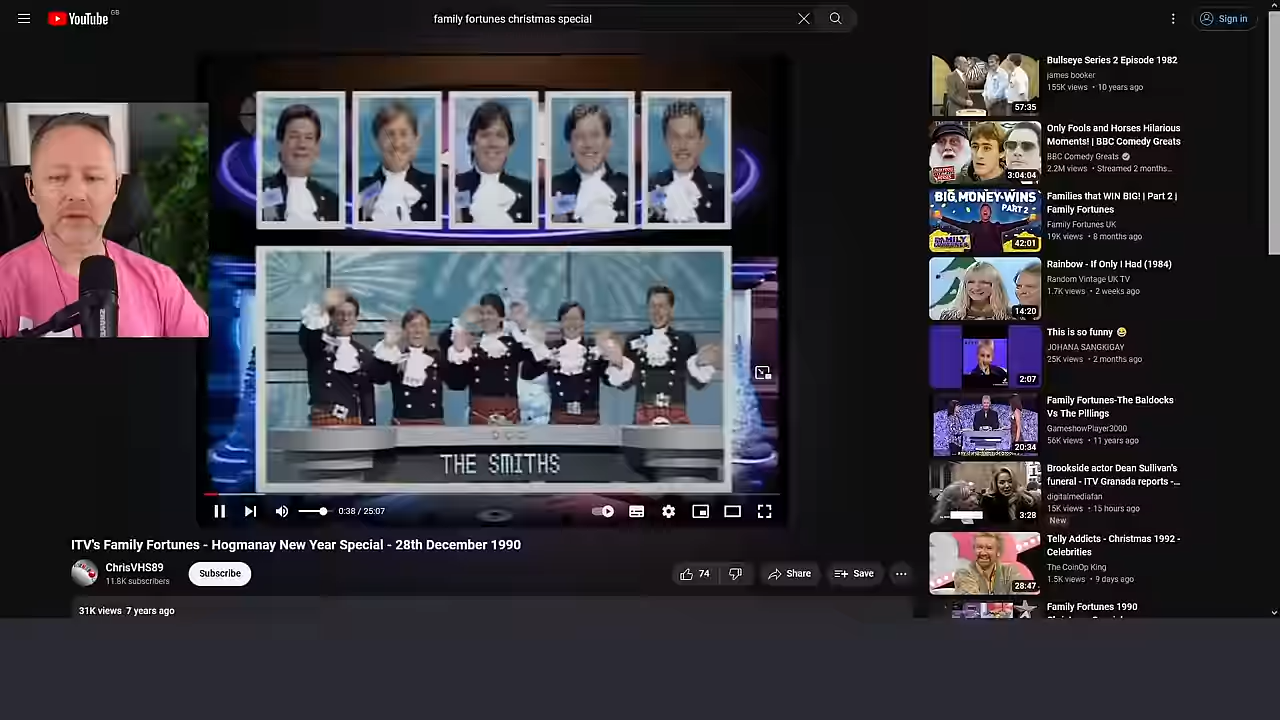 YouTube GB
family fortunes christmas special
Sign in
THE SMITHS
0:38 / 25:07
ITV's Family Fortunes - Hogmanay New Year Special - 28th December 1990
ChrisVHS89
11.8K subscribers
Subscribe
74
Share
Save
31K views 7 years ago
Bullseye Series 2 Episode 1982
james booker
155K views • 10 years ago
57:35
Only Fools and Horses Hilarious
Moments! | BBC Comedy Greats
BBC Comedy Greats
2.2M views • Streamed 2 months...
3:04:04
Families that WIN BIG! | Part 2 |
Family Fortunes
Family Fortunes UK
19K views • 8 months ago
BIG MONEY WINS
PART 2
FAMILY FORTUNES
42:01
Rainbow - If Only I Had (1984)
Random Vintage UK TV
1.7K views • 2 weeks ago
14:20
This is so funny 😅
JOHANA SANGKIGAY
25K views • 2 months ago
2:07
Family Fortunes-The Baldocks
Vs The Pillings
GameshowPlayer3000
56K views • 11 years ago
20:34
Brookside actor Dean Sullivan's
funeral - ITV Granada reports -...
digitalmediafan
15K views • 15 hours ago
New
3:28
Telly Addicts - Christmas 1992 -
Celebrities
The CoinOp King
1.5K views • 9 days ago
28:47
Family Fortunes 1990